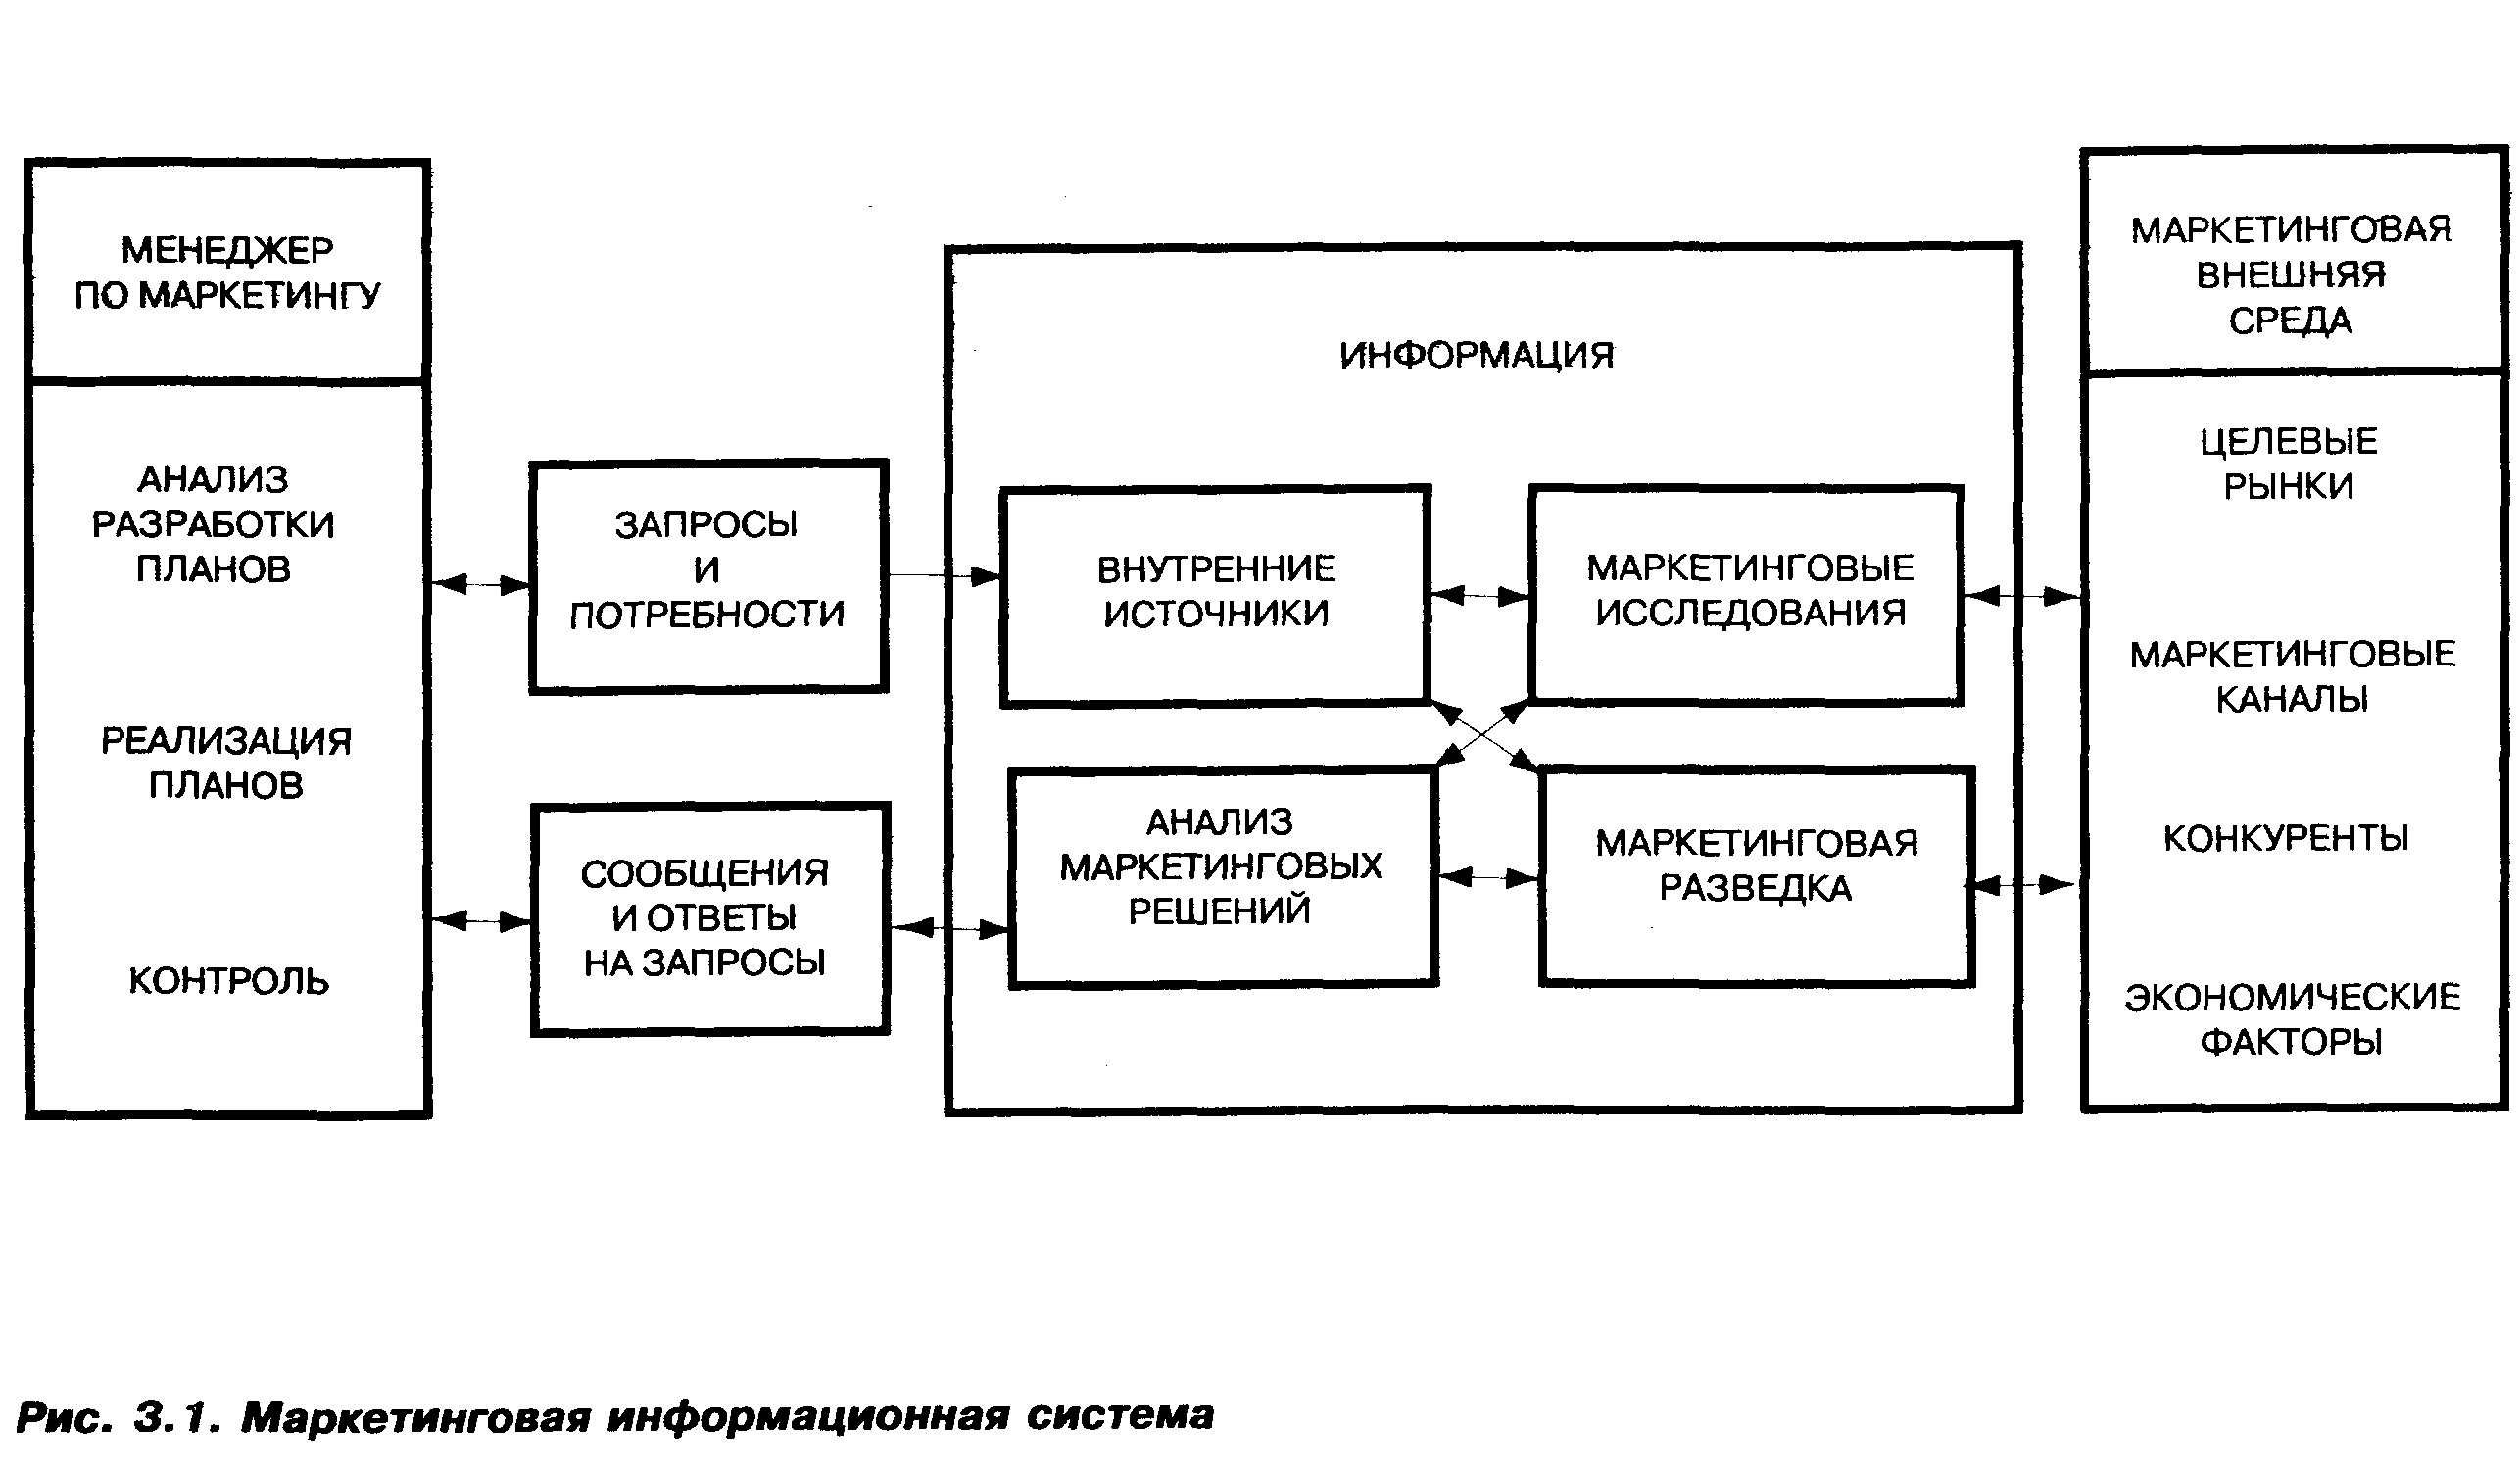 МЕНЕДЖЕР
ПО МАРКЕТИНГУ
АНАЛИЗ
РАЗРАБОТКИ
ПЛАНОВ
РЕАЛИЗАЦИЯ
ПЛАНОВ
КОНТРОЛЬ
ЗАПРОСЫ
И
ПОТРЕБНОСТИ
СООБЩЕНИЯ
И ОТВЕТЫ
НА ЗАПРОСЫ
ИНФОРМАЦИЯ
ВНУТРЕННИЕ
ИСТОЧНИКИ
МАРКЕТИНГОВЫЕ
ИССЛЕДОВАНИЯ
АНАЛИЗ
МАРКЕТИНГОВЫХ
РЕШЕНИЙ
МАРКЕТИНГОВАЯ
РАЗВЕДКА
МАРКЕТИНГОВАЯ
ВНЕШНЯЯ
СРЕДА
ЦЕЛЕВЫЕ
РЫНКИ
МАРКЕТИНГОВЫЕ
КАНАЛЫ
КОНКУРЕНТЫ
ЭКОНОМИЧЕСКИЕ
ФАКТОРЫ
Рис. 3.1. Маркетинговая информационная система